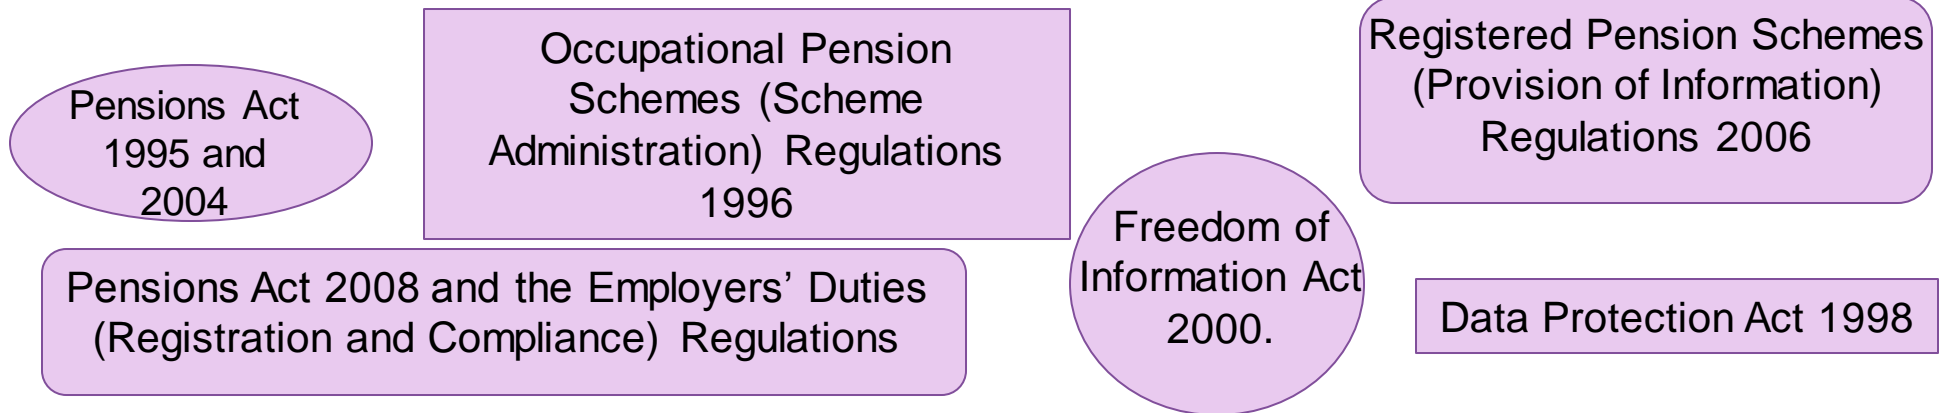 Pensions Act
1995 and
2004
Occupational Pension
Schemes (Scheme
Administration) Regulations
1996
Registered Pension Schemes
(Provision of Information)
Regulations 2006
Pensions Act 2008 and the Employers’ Duties
(Registration and Compliance) Regulations
Freedom of
Information Act
2000.
Data Protection Act 1998